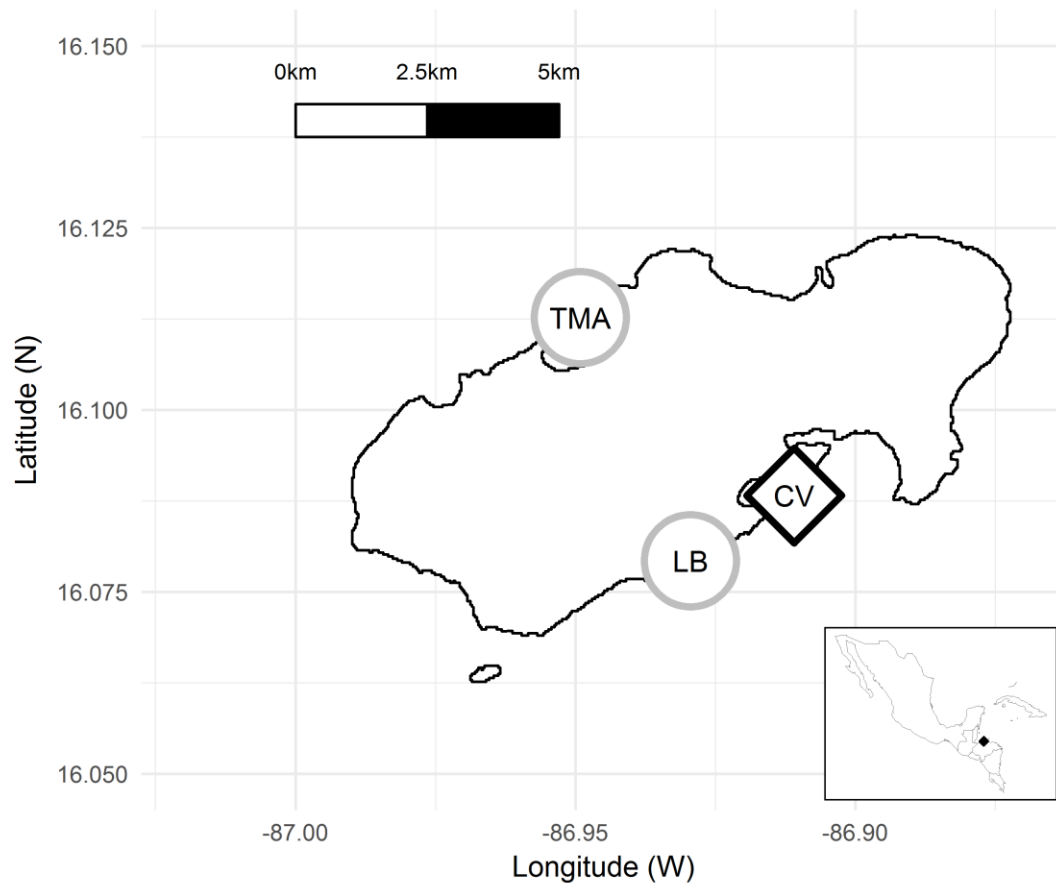 16.150
0km 2.5km 5km
16.125
TMA
16.100
CV
LB
16.075
16.050
-87.00 -86.95 -86.90
Longitude (W)
Latitude (N)